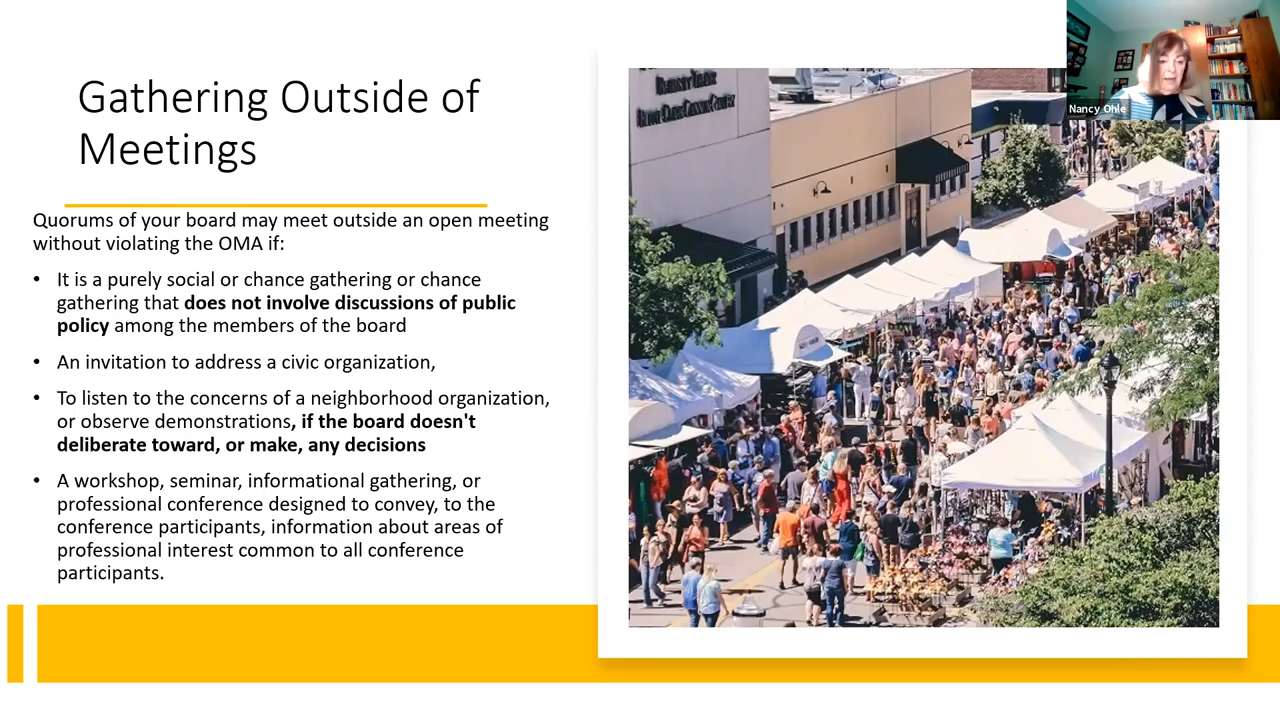 Gathering Outside of
Meetings
Quorums of your board may meet outside an open meeting
without violating the OMA if:
• It is a purely social or chance gathering or chance
gathering that does not involve discussions of public
policy among the members of the board
• An invitation to address a civic organization,
• To listen to the concerns of a neighborhood organization,
or observe demonstrations, if the board doesn't
deliberate toward, or make, any decisions
• A workshop, seminar, informational gathering, or
professional conference designed to convey, to the
conference participants, information about areas of
professional interest common to all conference
participants.
Nancy Ohle